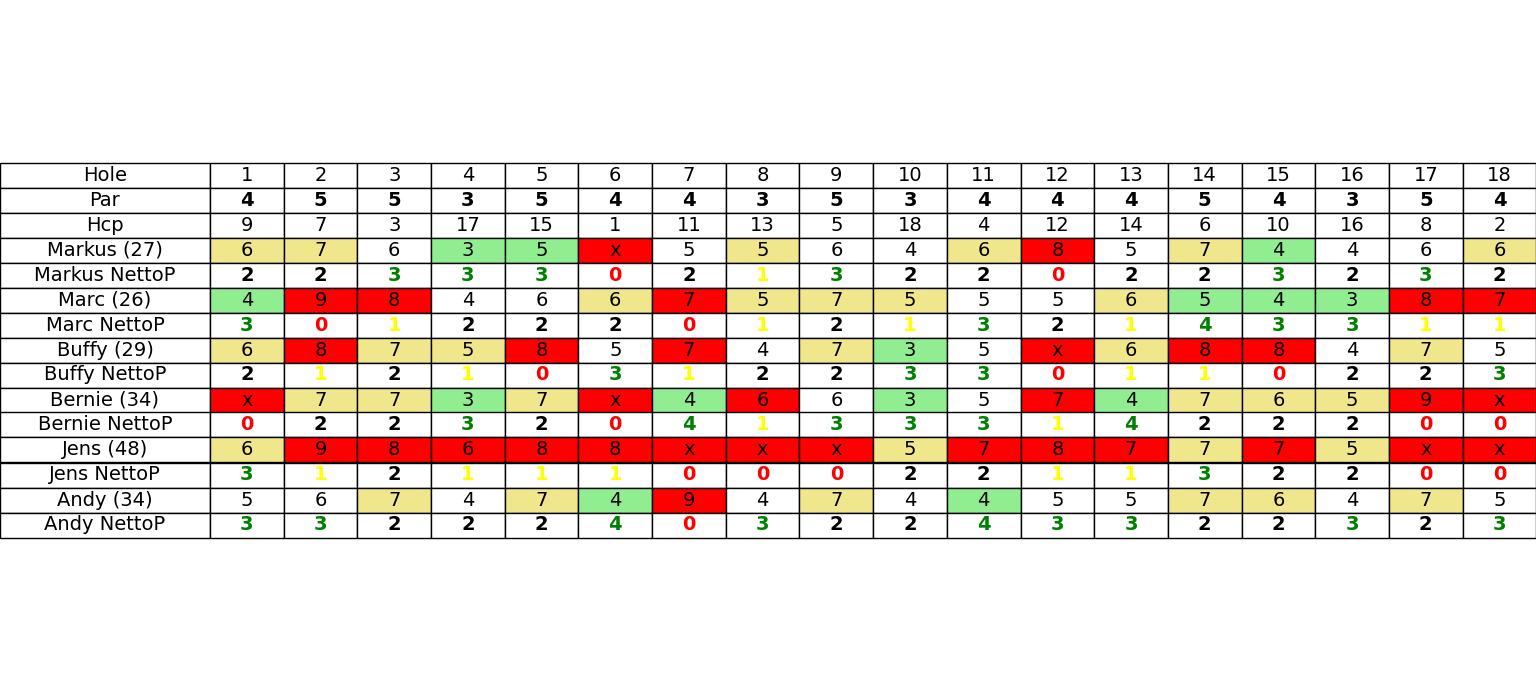 Hole 1 2 3 4 5 6 7 8 9 10 11 12 13 14 15 16 17 18
Par 4 5 5 3 5 4 4 3 5 3 4 4 4 5 4 3 5 4
Hcp 9 7 3 17 15 1 11 13 5 18 4 12 14 6 10 16 8 2
Markus (27) 6 7 6 3 5 x 5 5 6 4 6 8 5 7 4 4 6 6
Markus NettoP 2 2 3 3 3 0 2 1 3 2 2 0 2 2 3 2 3 2
Marc (26) 4 9 8 4 6 6 7 5 7 5 5 5 6 5 4 3 8 7
Marc NettoP 3 0 1 2 2 2 0 1 2 1 3 2 1 4 3 3 1 1
Buffy (29) 6 8 7 5 8 5 7 4 7 3 5 x 6 8 8 4 7 5
Buffy NettoP 2 1 2 1 0 3 1 2 2 3 3 0 1 1 0 2 2 3
Bernie (34) x 7 7 3 7 x 4 6 6 3 5 7 4 7 6 5 9 x
Bernie NettoP 0 2 2 3 2 0 4 1 3 3 3 1 4 2 2 2 0 0
Jens (48) 6 9 8 6 8 8 x x x 5 7 8 7 7 7 5 x x
Jens NettoP 3 1 2 1 1 1 0 0 0 2 2 1 1 3 2 2 0 0
Andy (34) 5 6 7 4 7 4 9 4 7 4 4 5 5 7 6 4 7 5
Andy NettoP 3 3 2 2 2 4 0 3 2 2 4 3 3 2 2 3 2 3